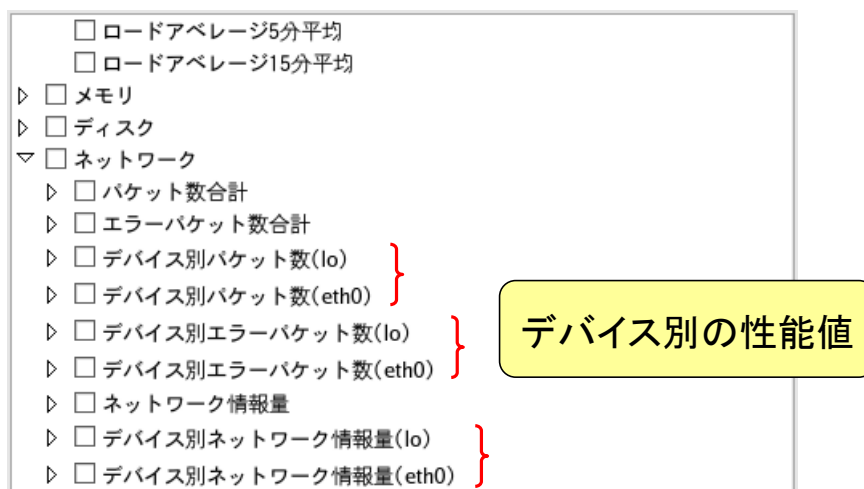 ロードアベレージ5分平均
ロードアベレージ15分平均
メモリ
ディスク
ネットワーク
パケット数合計
エラーパケット数合計
デバイス別パケット数(lo)
デバイス別パケット数(eth0)
デバイス別エラーパケット数(lo)
デバイス別エラーパケット数(eth0)
ネットワーク情報量
デバイス別ネットワーク情報量(lo)
デバイス別ネットワーク情報量(eth0)
デバイス別の性能値